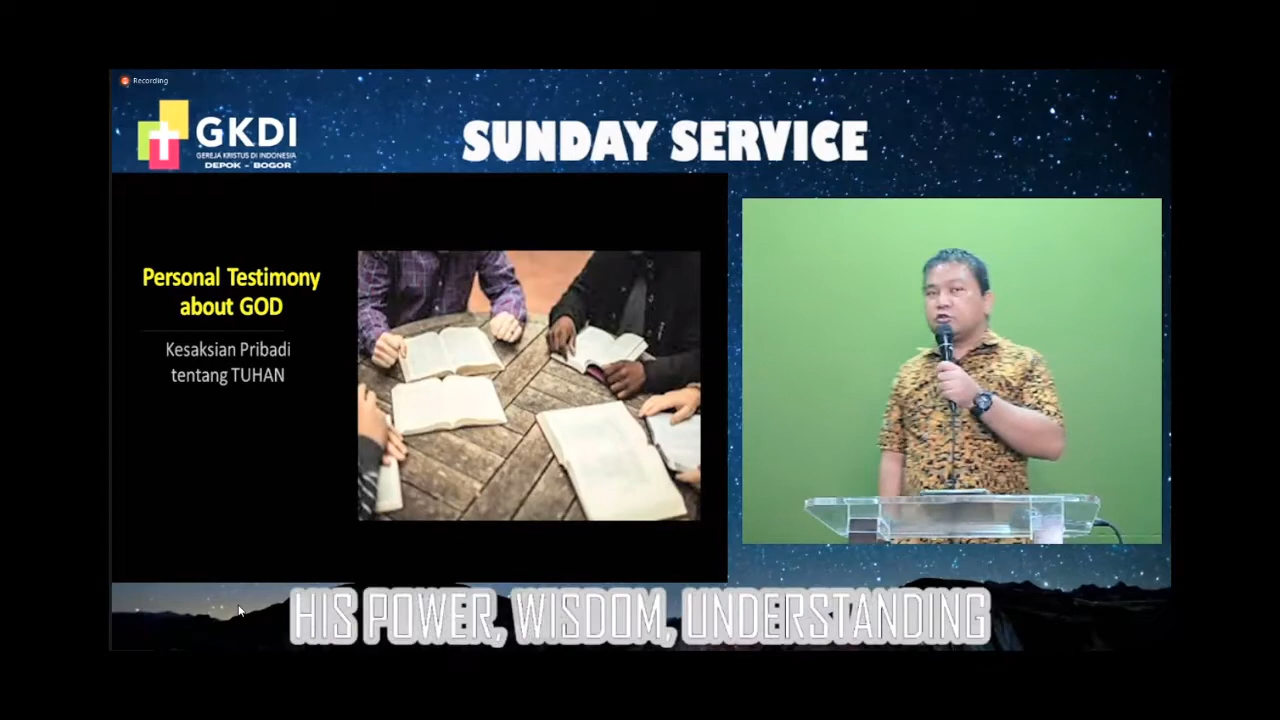 Recording
GKDI
GEREJA KRISTUS DI INDONESIA
DEPOK - BOGOR
SUNDAY SERVICE
Personal Testimony
about GOD
Kesaksian Pribadi
tentang TUHAN
HIS POWER, WISDOM, UNDERSTANDING